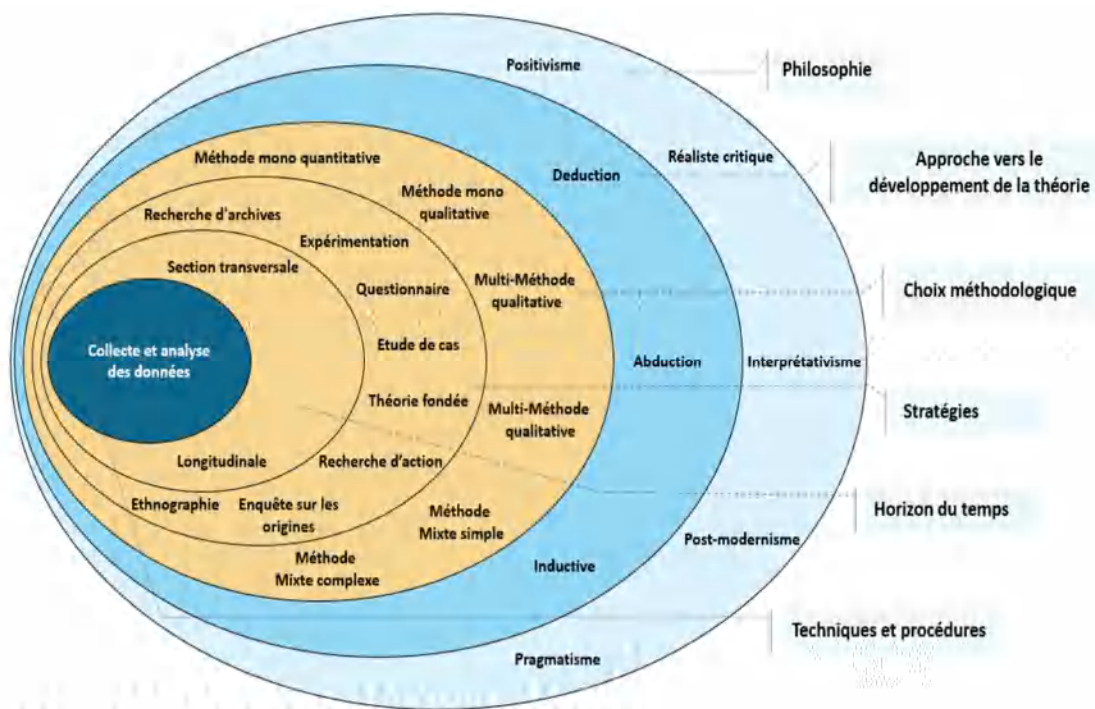 Positivisme
Philosophie
Réaliste critique
Approche vers le
développement de la théorie
Deduction
Méthode mono quantitative
Méthode mono
qualitative
Recherche d'archives
Expérimentation
Section transversale
Questionnaire
Multi-Méthode
qualitative
Choix méthodologique
Etude de cas
Collecte et analyse
des données
Abduction
Interprétativisme
Théorie fondée
Multi-Méthode
qualitative
Stratégies
Longitudinale
Recherche d'action
Ethnographie
Enquête sur les
origines
Méthode
Mixte simple
Horizon du temps
Post-modernisme
Méthode
Mixte complexe
Inductive
Techniques et procédures
Pragmatisme